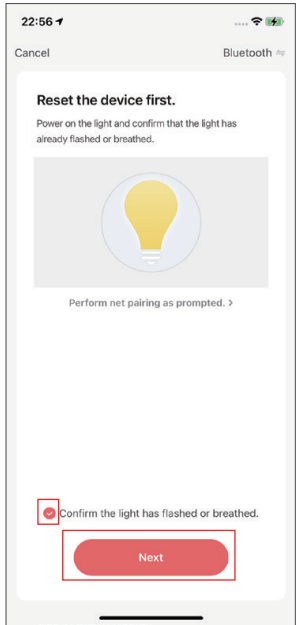 22:56
Cancel
Bluetooth
Reset the device first.
Power on the light and confirm that the light has
already flashed or breathed.
Perform net pairing as prompted. >
Confirm the light has flashed or breathed.
Next